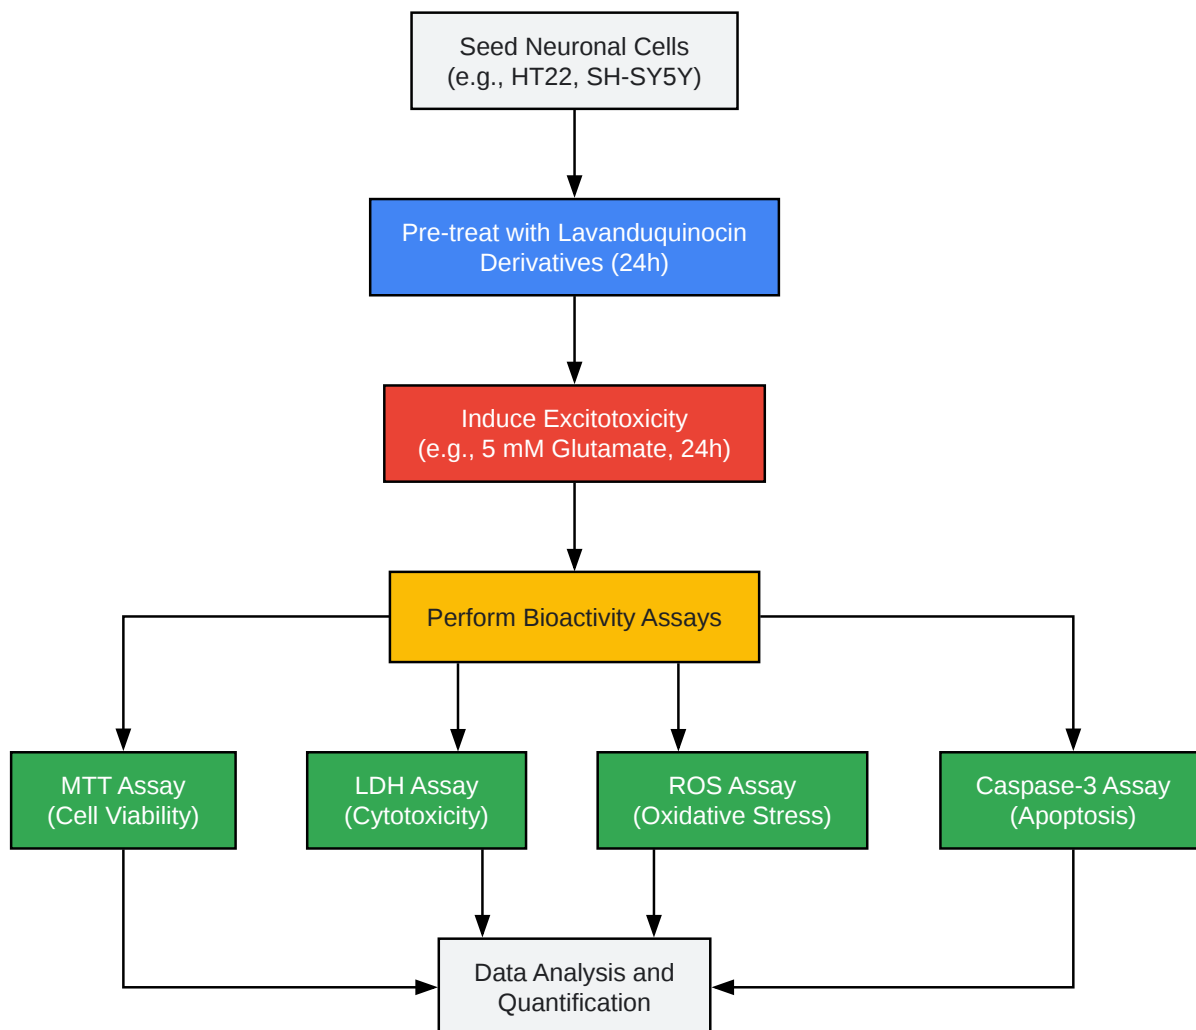 Seed Neuronal Cells
(e.g., HT22, SH-SY5Y)
Pre-treat with Lavanduquinocin
Derivatives (24h)
Induce Excitotoxicity
(e.g., 5 mM Glutamate, 24h)
Perform Bioactivity Assays
MTT Assay
(Cell Viability)
LDH Assay
(Cytotoxicity)
ROS Assay
(Oxidative Stress)
Caspase-3 Assay
(Apoptosis)
Data Analysis and
Quantification